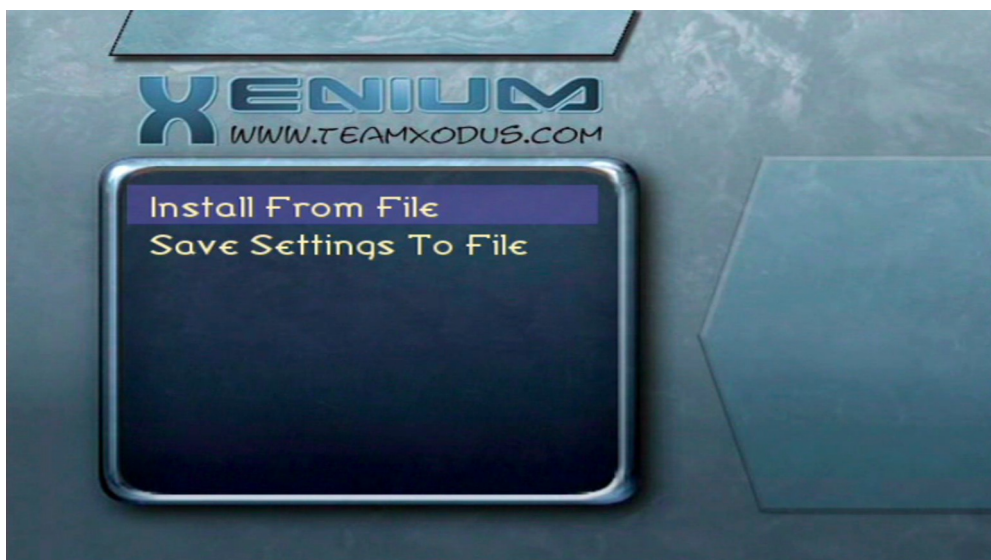 XENIUM
WWW.TEAMXODUS.COM
Install From File
Save Settings To File